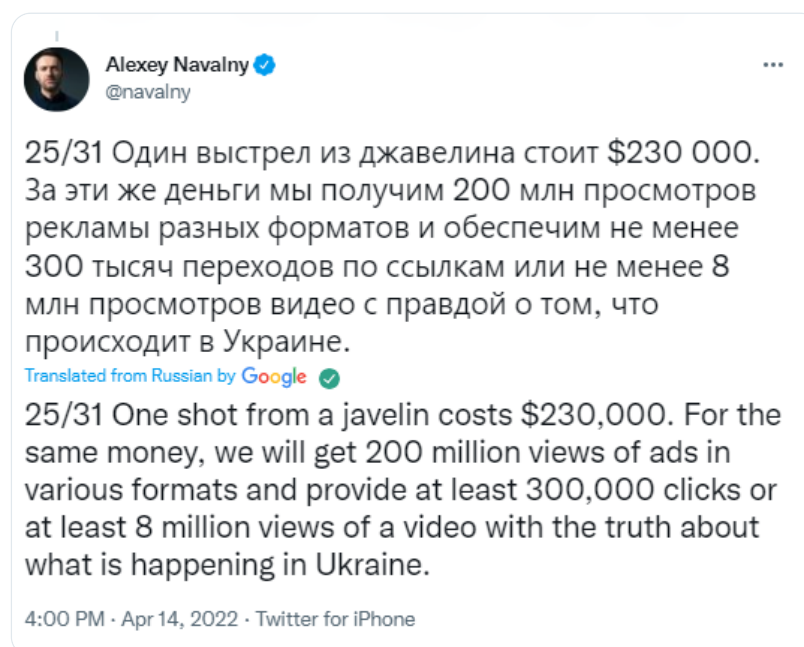 Alexey Navalny
@navalny
25/31 Один выстрел из джавелина стоит $230 000.
За эти же деньги мы получим 200 млн просмотров
рекламы разных форматов и обеспечим не менее
300 тысяч переходов по ссылкам или не менее 8
млн просмотров видео с правдой о том, что
происходит в Украине.
Translated from Russian by Google
25/31 One shot from a javelin costs $230,000. For the
same money, we will get 200 million views of ads in
various formats and provide at least 300,000 clicks or
at least 8 million views of a video with the truth about
what is happening in Ukraine.
4:00 PM · Apr 14, 2022 · Twitter for iPhone